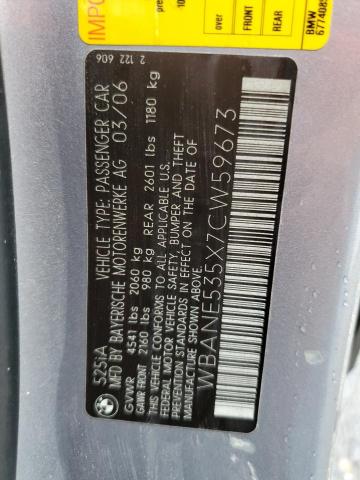 525iA
VEHICLE TYPE: PASSENGER CAR
MFD BY BAYERISCHE MOTORENWERKE AG 03/06
GVWR 4541 lbs 2060 kg
GAWR FRONT 2160 lbs 980 kg REAR 2601 lbs 1180 kg
THIS VEHICLE CONFORMS TO ALL APPLICABLE
FEDERAL MOTOR VEHICLE SAFETY, BUMPER AND THEFT
PREVENTION STANDARDS IN EFFECT ON THE DATE OF
MANUFACTURE SHOWN ABOVE.
WBANE535X7CW59673
2 122 606
IMPO
over
FRONT
REAR
BMW